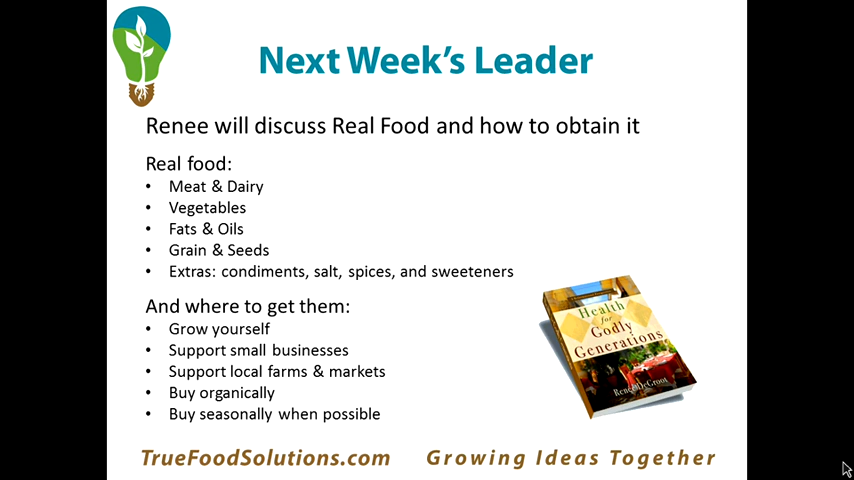 Next Week's Leader
Renee will discuss Real Food and how to obtain it
Real food:
• Meat & Dairy
• Vegetables
• Fats & Oils
• Grain & Seeds
• Extras: condiments, salt, spices, and sweeteners
And where to get them:
• Grow yourself
• Support small businesses
• Support local farms & markets
• Buy organically
• Buy seasonally when possible
Health
for
Godly
Generations
Renee DeGroot
TrueFoodSolutions.com
Growing Ideas Together